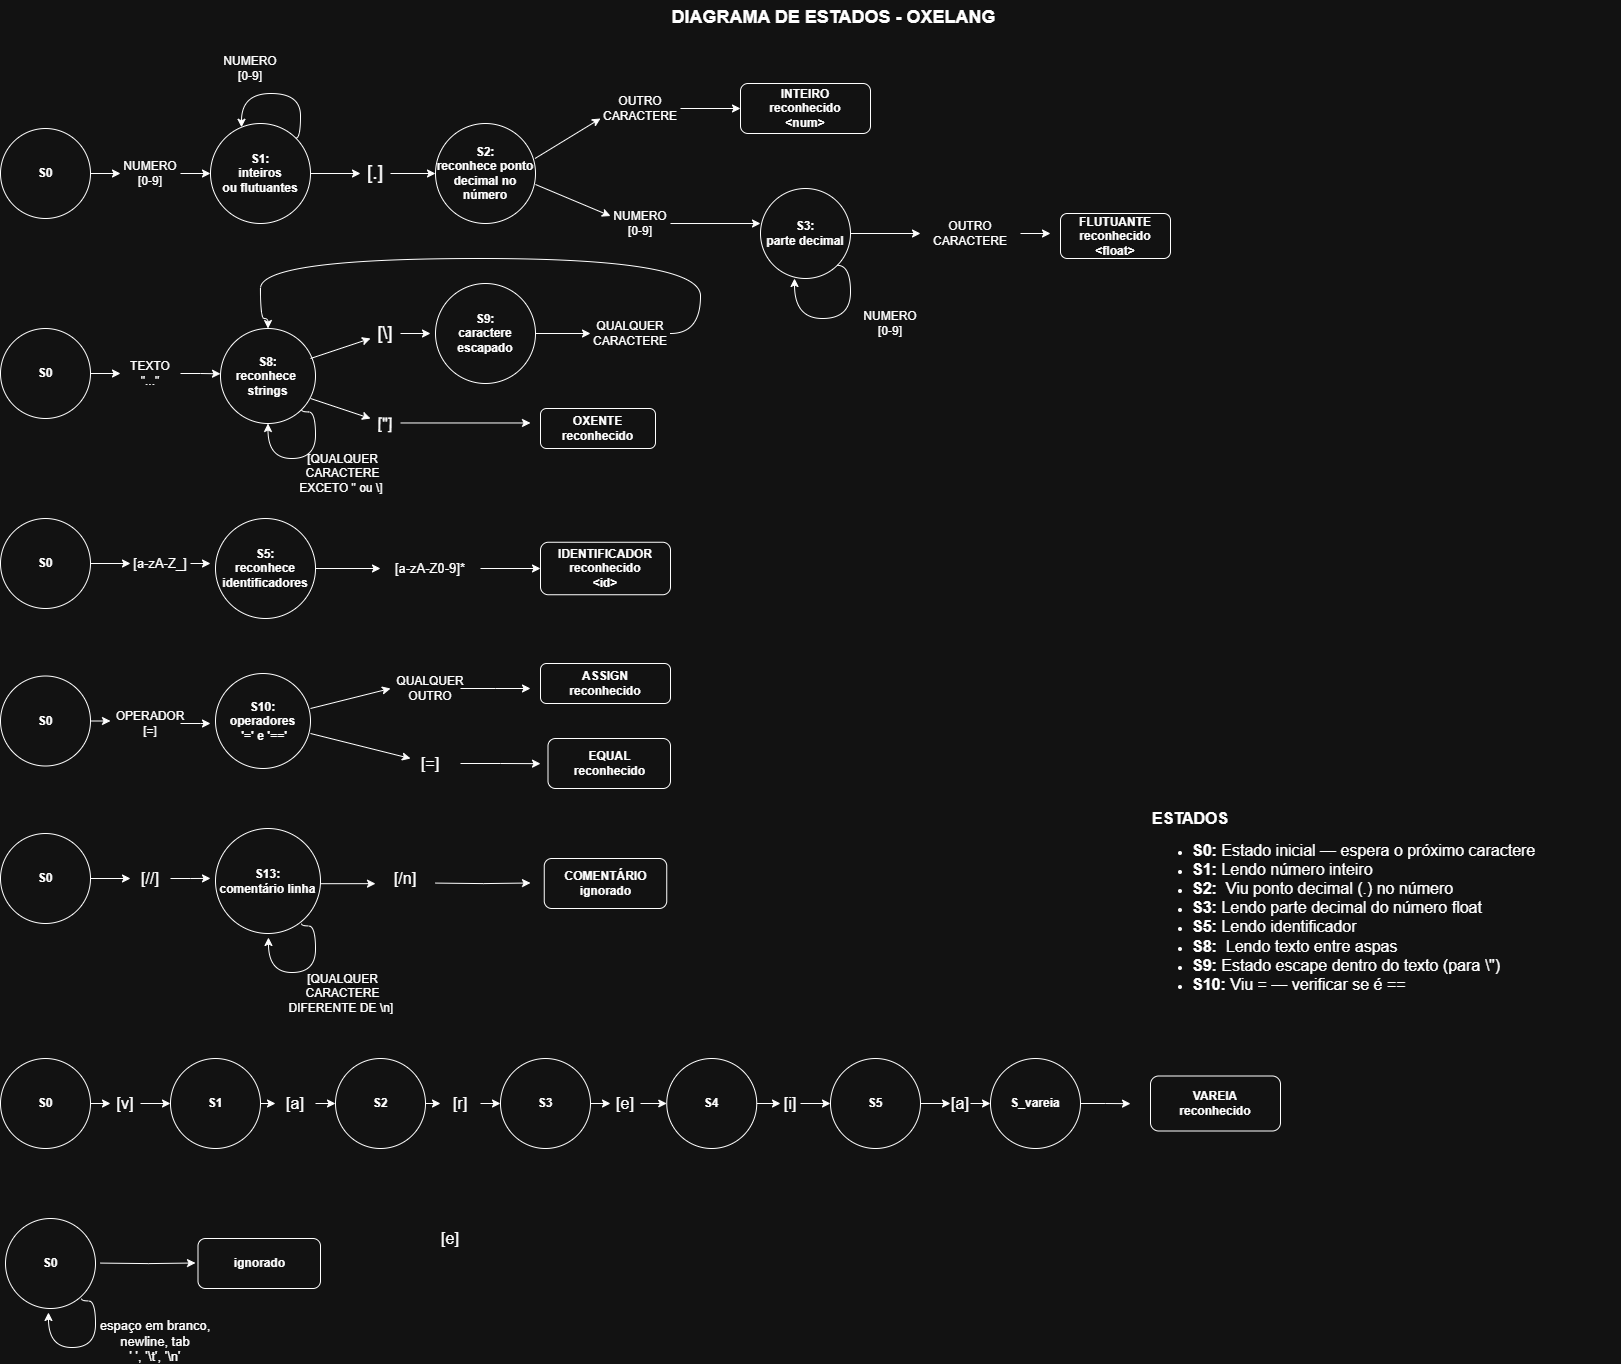 DIAGRAMA DE ESTADOS - OXELANG
NUMERO
[0-9]
S0
NUMERO
[0-9]
S1:
inteiros
ou flutuantes
[.]
S2:
reconhece ponto
decimal no
número
OUTRO
CARACTERE
INTEIRO
reconhecido
<num>
NUMERO
[0-9]
S3:
parte decimal
OUTRO
CARACTERE
FLUTUANTE
reconhecido
<float>
NUMERO
[0-9]
S0
TEXTO
"..."
S8:
reconhece
strings
[\]
S9:
caractere
escapado
QUALQUER
CARACTERE
["]
OXENTE
reconhecido
[QUALQUER
CARACTERE
EXCETO " ou \]
S0
[a-zA-Z_]
S5:
reconhece
identificadores
[a-zA-Z0-9]*
IDENTIFICADOR
reconhecido
<id>
S0
OPERADOR
[=]
S10:
operadores
'=' e '=='
QUALQUER
OUTRO
ASSIGN
reconhecido
[=]
EQUAL
reconhecido
S0
[//]
S13:
comentário linha
[/n]
COMENTÁRIO
ignorado
[QUALQUER
CARACTERE
DIFERENTE DE \n]
ESTADOS
• S0: Estado inicial — espera o próximo caractere
• S1: Lendo número inteiro
• S2: Viu ponto decimal (.) no número
• S3: Lendo parte decimal do número float
• S5: Lendo identificador
• S8: Lendo texto entre aspas
• S9: Estado escape dentro do texto (para \")
• S10: Viu = — verificar se é ==
S0
[v]
S1
[a]
S2
[r]
S3
[e]
S4
[i]
S5
[a]
S_vareia
VAREIA
reconhecido
S0
ignorado
[e]
espaço em branco,
newline, tab
' ', '\t', '\n'